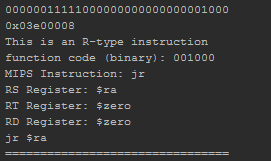 00000011111000000000000000001000
0x03e00008
This is an R-type instruction
function code (binary): 001000
MIPS Instruction: jr
RS Register: $ra
RT Register: $zero
RD Register: $zero
jr $ra
================================